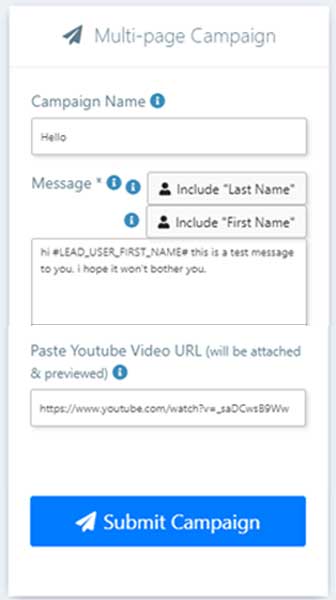 Multi-page Campaign
Campaign Name
Hello
Message *
Include "Last Name"
Include "First Name"
hi #LEAD_USER_FIRST_NAME# this is a test message
to you. i hope it won't bother you.
Paste Youtube Video URL (will be attached
& previewed)
https://www.youtube.com/watch?v=_saDCwsB9Ww
Submit Campaign